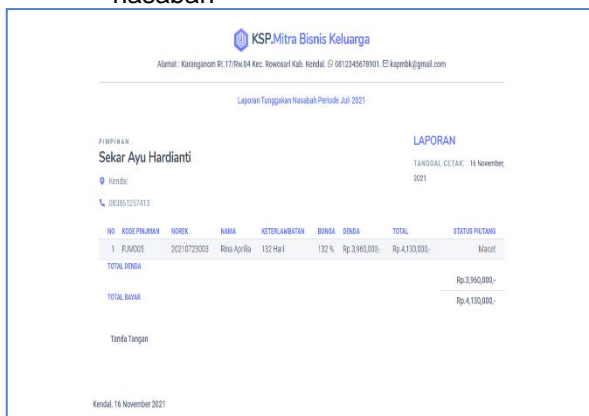 nasabah
KSP.Mitra Bisnis Keluarga
Alamat : Karanganom Rt.17/Rw.04 Kec. Rowosari Kab. Kendal. 0812345678901. kspmbk@gmail.com
Laporan Tunggakan Nasabah Periode Juli 2021
PIMPINAN
Sekar Ayu Hardianti
Kendal
083861257413
LAPORAN
TANGGAL CETAK: 16 November,
2021
NO KODE PINJMAN NOREK NAMA KETERLAMBATAN BUNGA DENDA TOTAL STATUS PIUTANG
1 PJM005 20210723003 Rina Aprilia 132 Hari 132 % Rp.3,960,000,- Rp.4,130,000,- Macet
TOTAL DENDA
Rp.3,960,000,-
TOTAL BAYAR
Rp.4,130,000,-
Tanda Tangan
Kendal, 16 November 2021